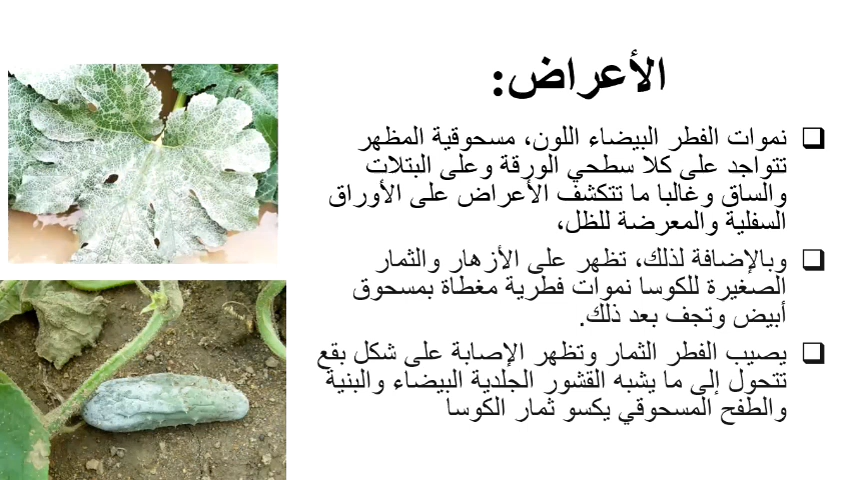 الأعراض:
نموات الفطر البيضاء اللون، مسحوقية المظهر
تتواجد على كلا سطحي الورقة وعلى البتلات
والساق وغالبا ما تتكشف الأعراض على الأوراق
السفلية والمعرضة للظل،
وبالإضافة لذلك، تظهر على الأزهار والثمار
الصغيرة للكوسا نموات فطرية مغطاة بمسحوق
أبيض وتجف بعد ذلك.
يصيب الفطر الثمار وتظهر الإصابة على شكل بقع
تتحول إلى ما يشبه القشور الجلدية البيضاء والبنية
والطفح المسحوقي يكسو ثمار الكوسا